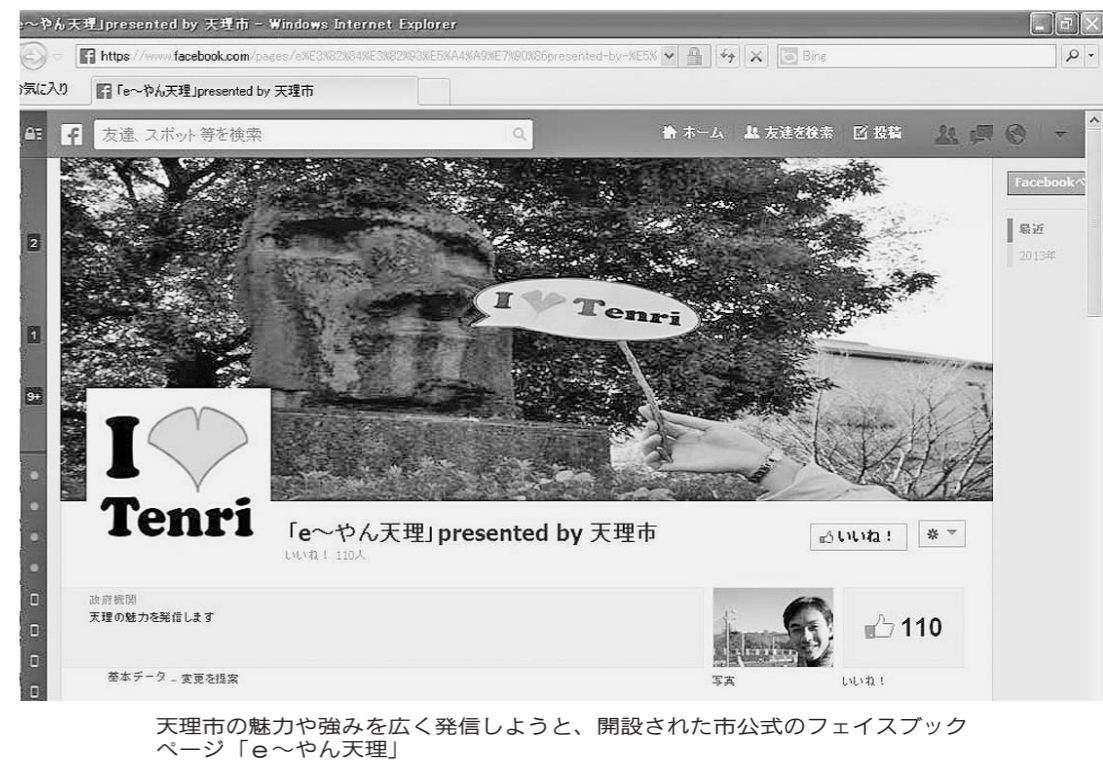 e～やん天理」presented by 天理市 - Windows Internet Explorer
https://www.facebook.com/pages/e%E3%82%84%E3%82%93%E5%A4%A9%E7%90%86presented-by-%E5%
Bing
お気に入り
「e～やん天理」presented by 天理市
友達、スポット等を検索
ホーム 友達を検索 投稿
Facebookペ
最近
2013年
2
1
9+
I Tenri
I
Tenri
「e～やん天理」presented by 天理市
いいね！ 110人
いいね！
政府機関
天理の魅力を発信します
110
基本データ - 変更を提案
写真
いいね！
天理市の魅力や強みを広く発信しようと、開設された市公式のフェイスブック
ページ「ｅ～やん天理」